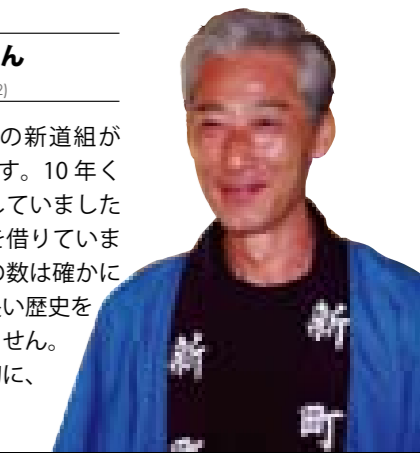 ん
2)
の新道組が
す。10 年く
していました
を借りていま
の数は確かに
い歴史を
せん。
に、
新
新
町